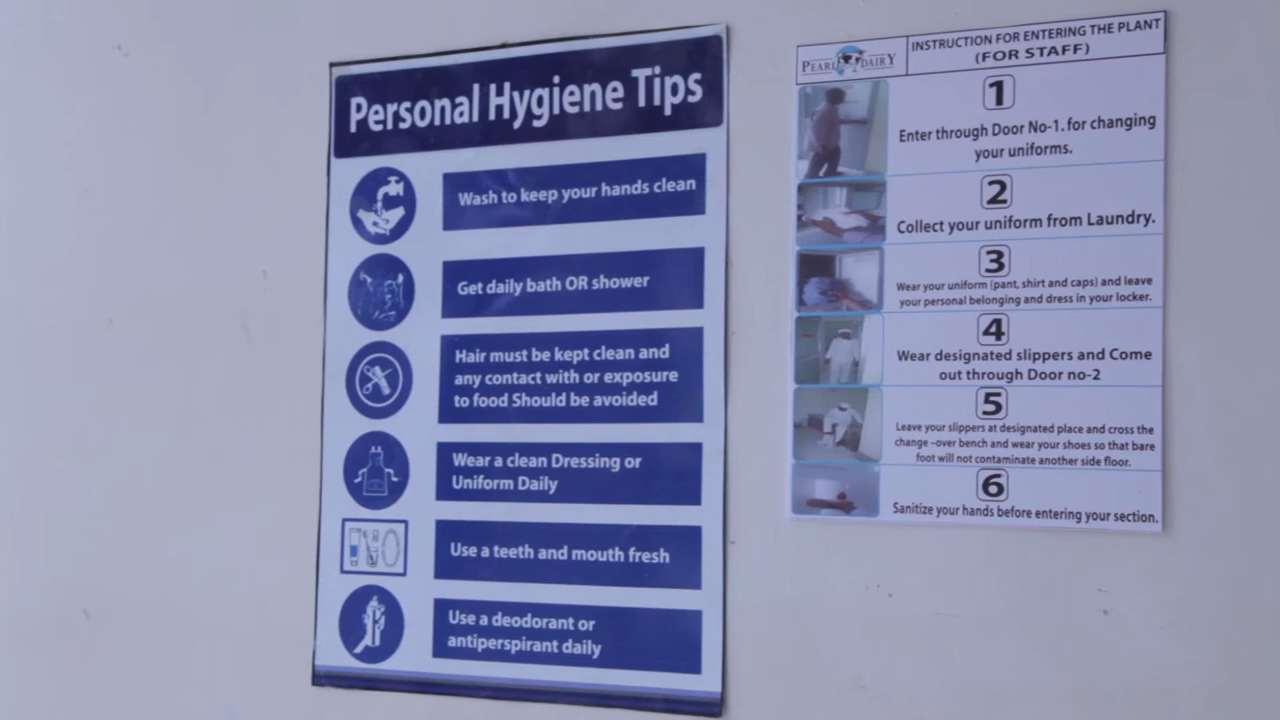 Personal Hygiene Tips
Wash to keep your hands clean
Get daily bath OR shower
Hair must be kept clean and
any contact with or exposure
to food Should be avoided
Wear a clean Dressing or
Uniform Daily
Use a teeth and mouth fresh
Use a deodorant or
antiperspirant daily
PEARL DAIRY
INSTRUCTION FOR ENTERING THE PLANT
(FOR STAFF)
1
Enter through Door No-1. for changing
your uniforms.
2
Collect your uniform from Laundry.
3
Wear your uniform (pant, shirt and caps) and leave
your personal belonging and dress in your locker.
4
Wear designated slippers and Come
out through Door no-2
5
Leave your slippers at designated place and cross the
change -over bench and wear your shoes so that bare
foot will not contaminate another side floor.
6
Sanitize your hands before entering your section.